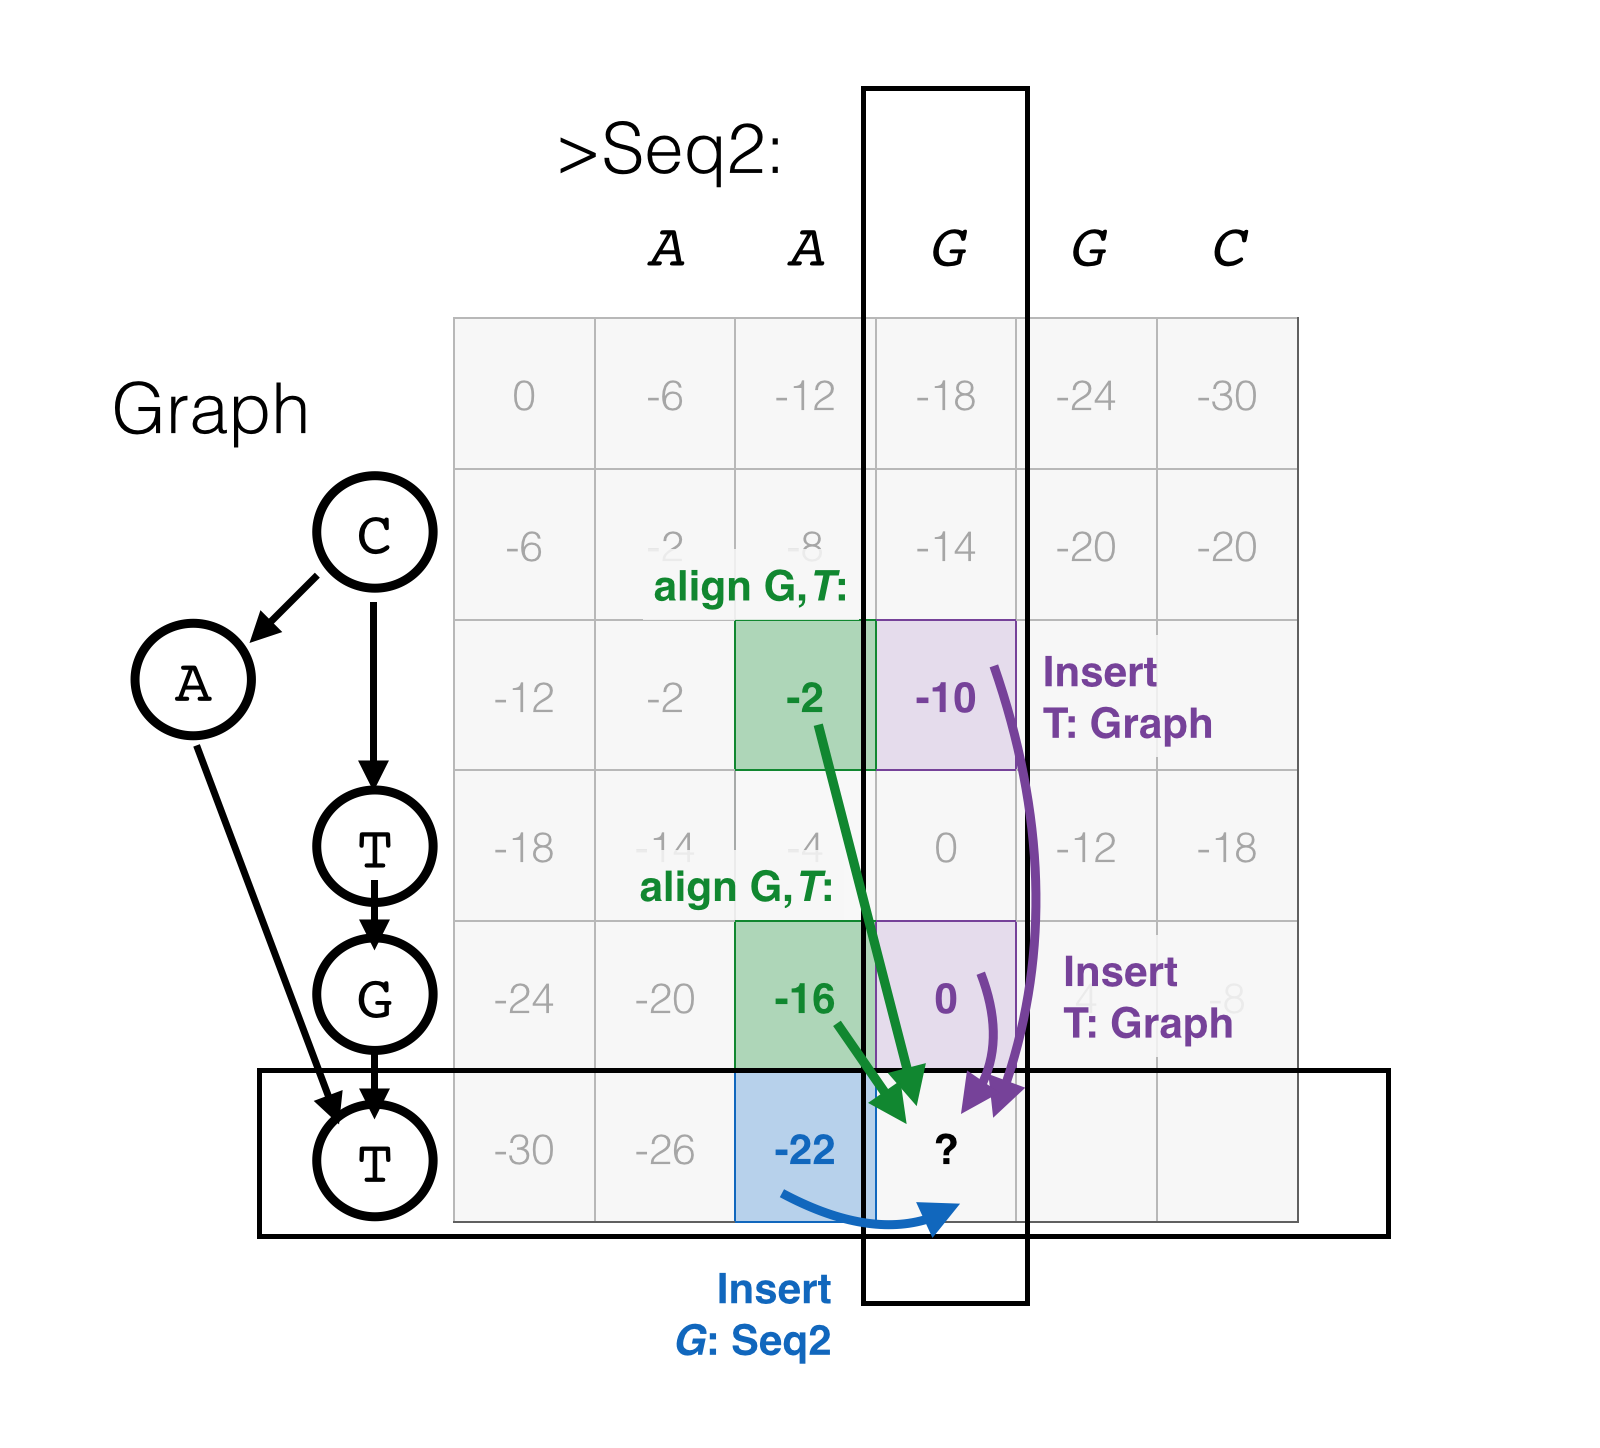 >Seq2:
A A G G C
Graph
0 -6 -12 -18 -24 -30
C -6 -2 -8 -14 -20 -20
align G,T:
A -12 -2 -2 -10 Insert
T: Graph
T -18 -14 -4 0 -12 -18
align G,T:
G -24 -20 -16 0 Insert
4 -8
T: Graph
T -30 -26 -22 ?
Insert
G: Seq2